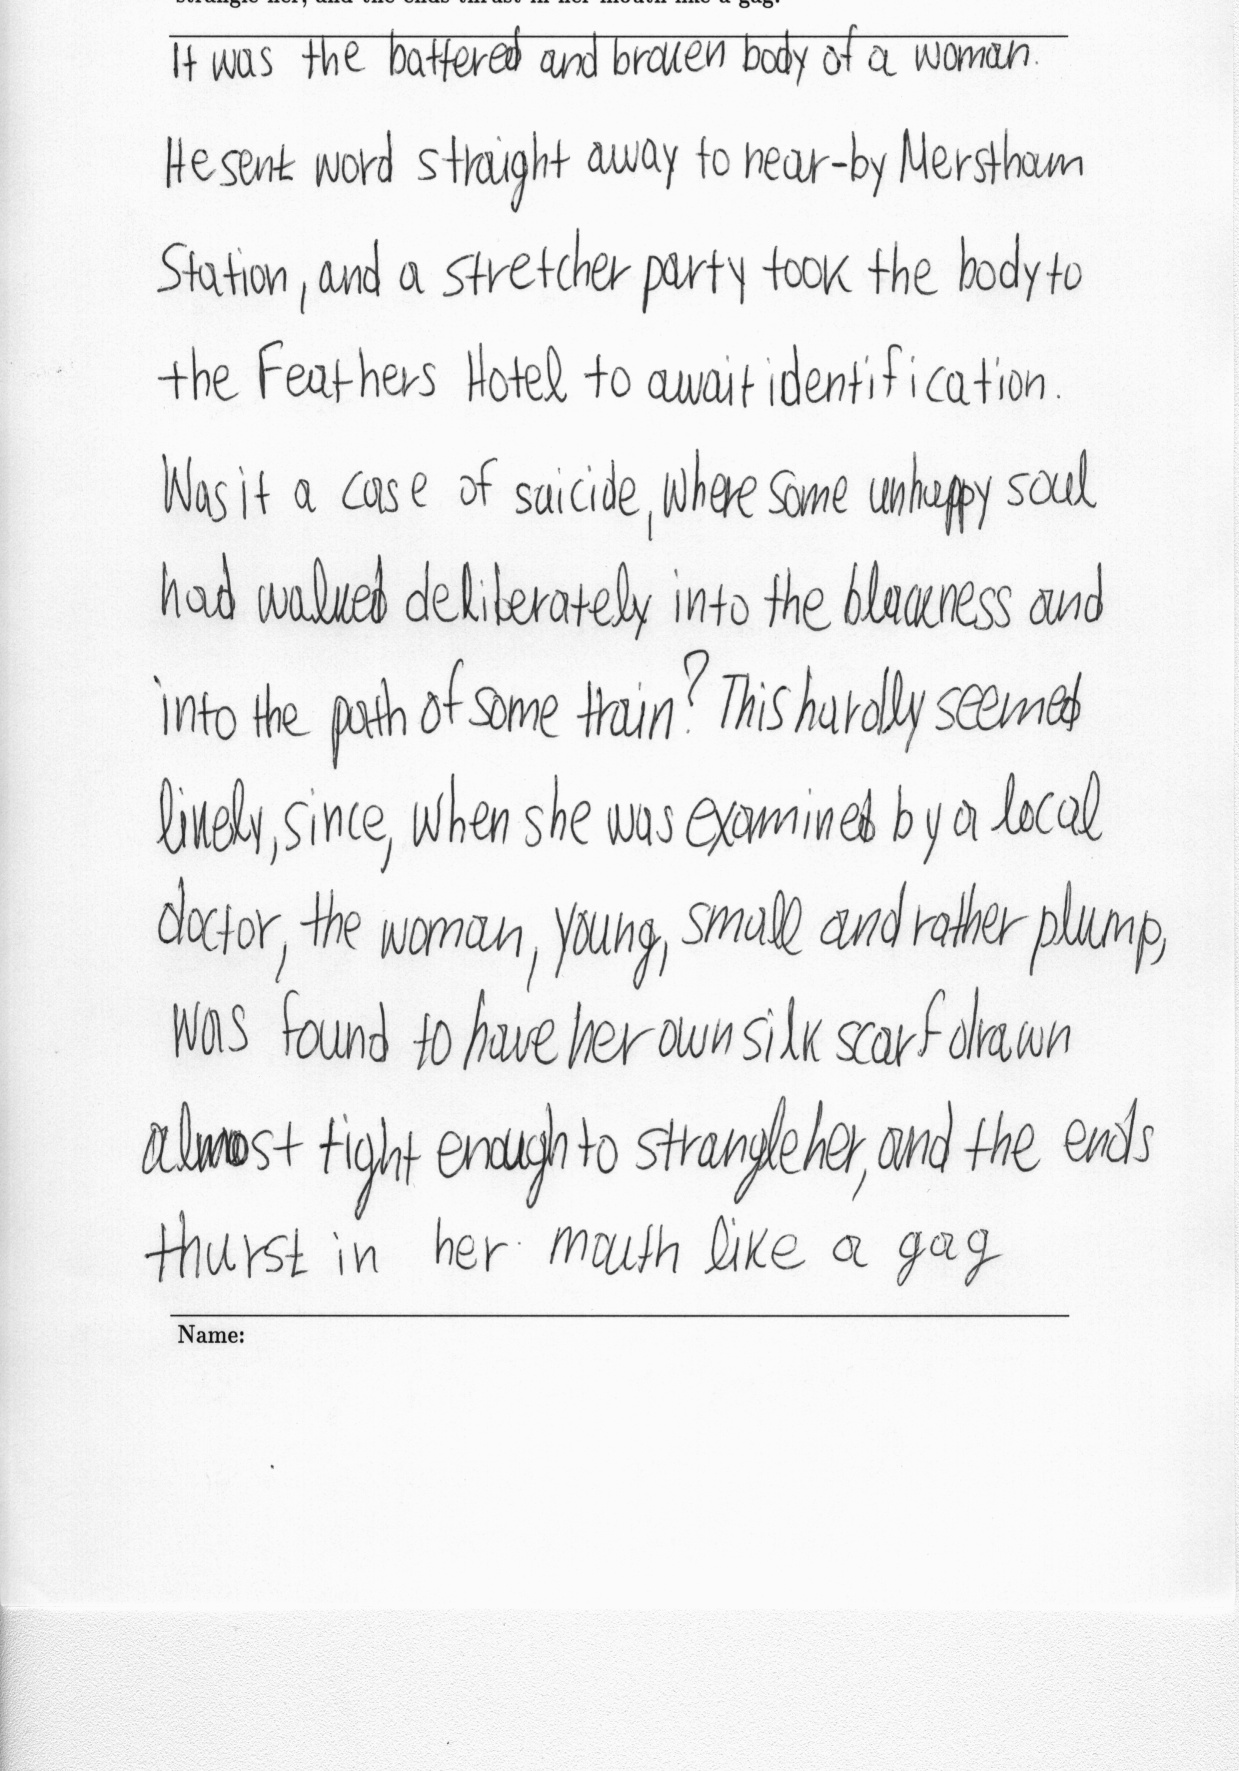 strangle her, and the ends thrust in her mouth like a gag.
It was the battered and broken body of a woman.
He sent word straight away to near-by Merstham
Station, and a stretcher party took the body to
the Feathers Hotel to await identification.
Was it a case of suicide, where some unhappy soul
had walked deliberately into the blackness and
into the path of some train? This hardly seemed
likely, since, when she was examined by a local
doctor, the woman, young, small and rather plump,
was found to have her own silk scarf drawn
almost tight enough to strangle her, and the ends
thurst in her mouth like a gag
Name: